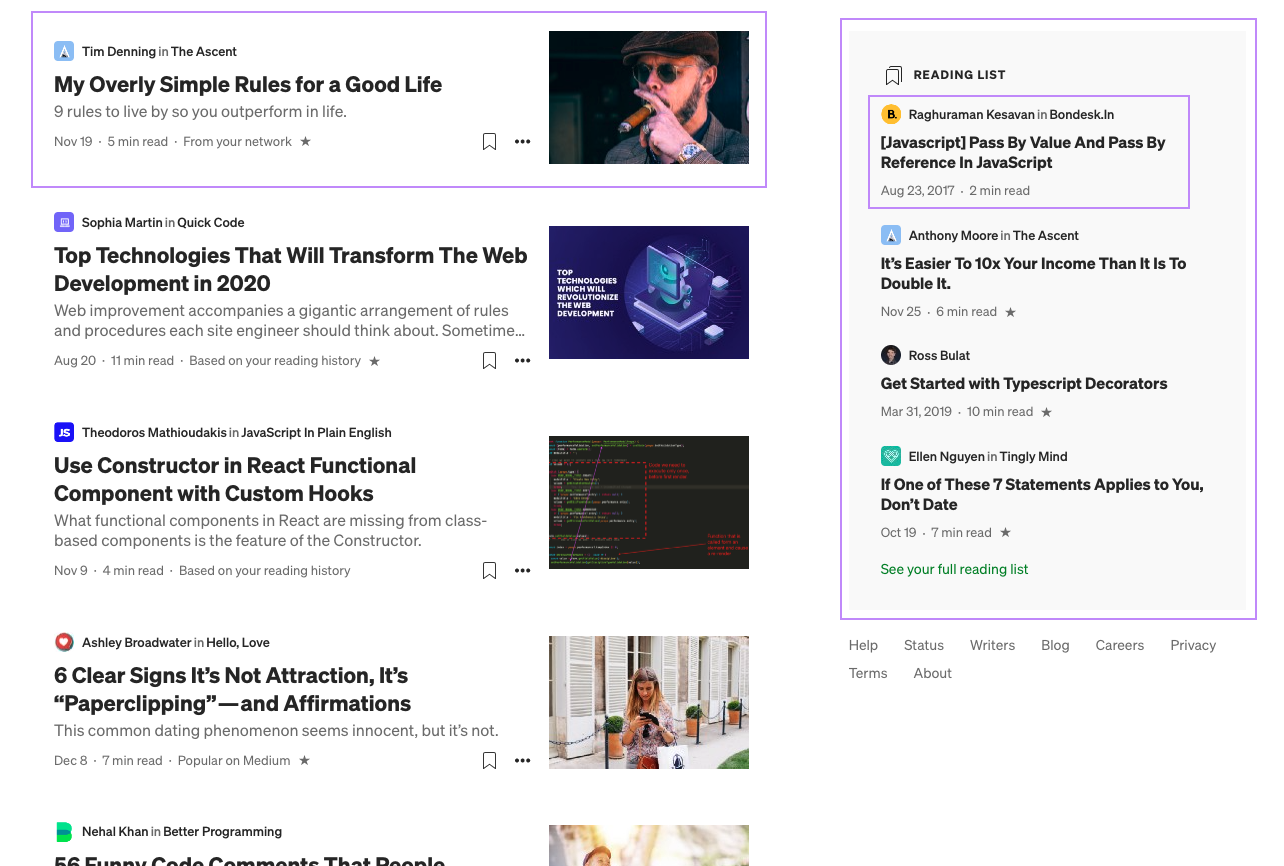 Tim Denning in The Ascent
My Overly Simple Rules for a Good Life
9 rules to live by so you outperform in life.
Nov 19 · 5 min read · From your network ★
Sophia Martin in Quick Code
Top Technologies That Will Transform The Web
Development in 2020
Web improvement accompanies a gigantic arrangement of rules
and procedures each site engineer should think about. Sometime…
Aug 20 · 11 min read · Based on your reading history ★
TOP
TECHNOLOGIES
WHICH WILL
REVOLUTIONIZE
THE WEB
DEVELOPMENT
JS
Theodoros Mathioudakis in JavaScript In Plain English
Use Constructor in React Functional
Component with Custom Hooks
What functional components in React are missing from class-
based components is the feature of the Constructor.
Nov 9 · 4 min read · Based on your reading history
Ashley Broadwater in Hello, Love
6 Clear Signs It’s Not Attraction, It’s
“Paperclipping”—and Affirmations
This common dating phenomenon seems innocent, but it’s not.
Dec 8 · 7 min read · Popular on Medium ★
Nehal Khan in Better Programming
56 Funny Code Comments That People
READING LIST
B.
Raghuraman Kesavan in Bondesk.In
[Javascript] Pass By Value And Pass By
Reference In JavaScript
Aug 23, 2017 · 2 min read
Anthony Moore in The Ascent
It’s Easier To 10x Your Income Than It Is To
Double It.
Nov 25 · 6 min read ★
Ross Bulat
Get Started with Typescript Decorators
Mar 31, 2019 · 10 min read ★
Ellen Nguyen in Tingly Mind
If One of These 7 Statements Applies to You,
Don’t Date
Oct 19 · 7 min read ★
See your full reading list
Help Status Writers Blog Careers Privacy
Terms About